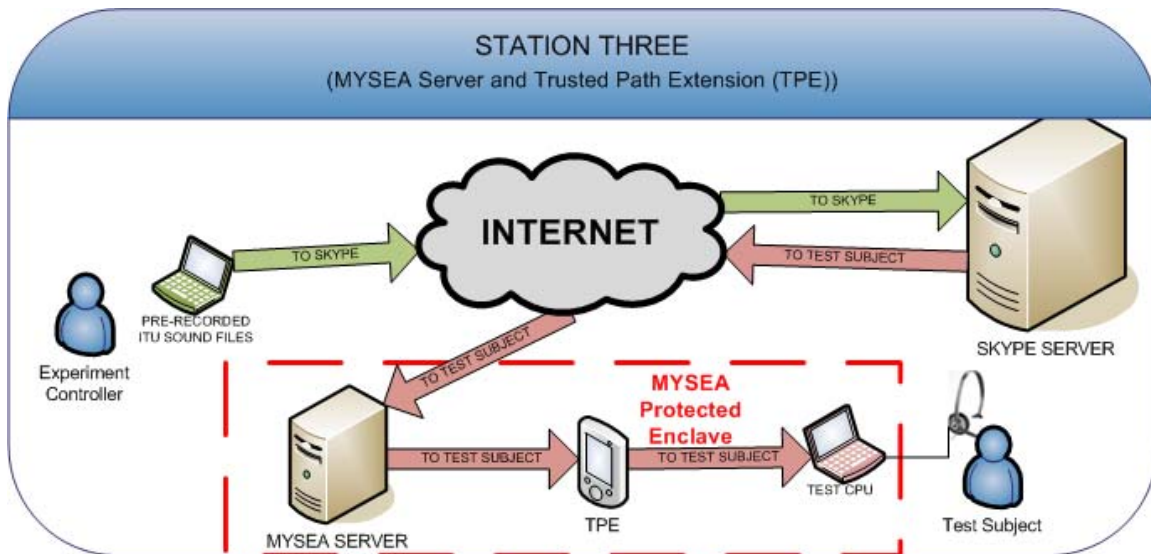 STATION THREE
(MYSEA Server and Trusted Path Extension (TPE))
INTERNET
TO SKYPE
TO SKYPE
TO TEST SUBJECT
PRE-RECORDED
ITU SOUND FILES
Experiment
Controller
SKYPE SERVER
TO TEST SUBJECT
MYSEA
Protected
Enclave
TO TEST SUBJECT
TO TEST SUBJECT
TEST CPU
MYSEA SERVER
TPE
Test Subject